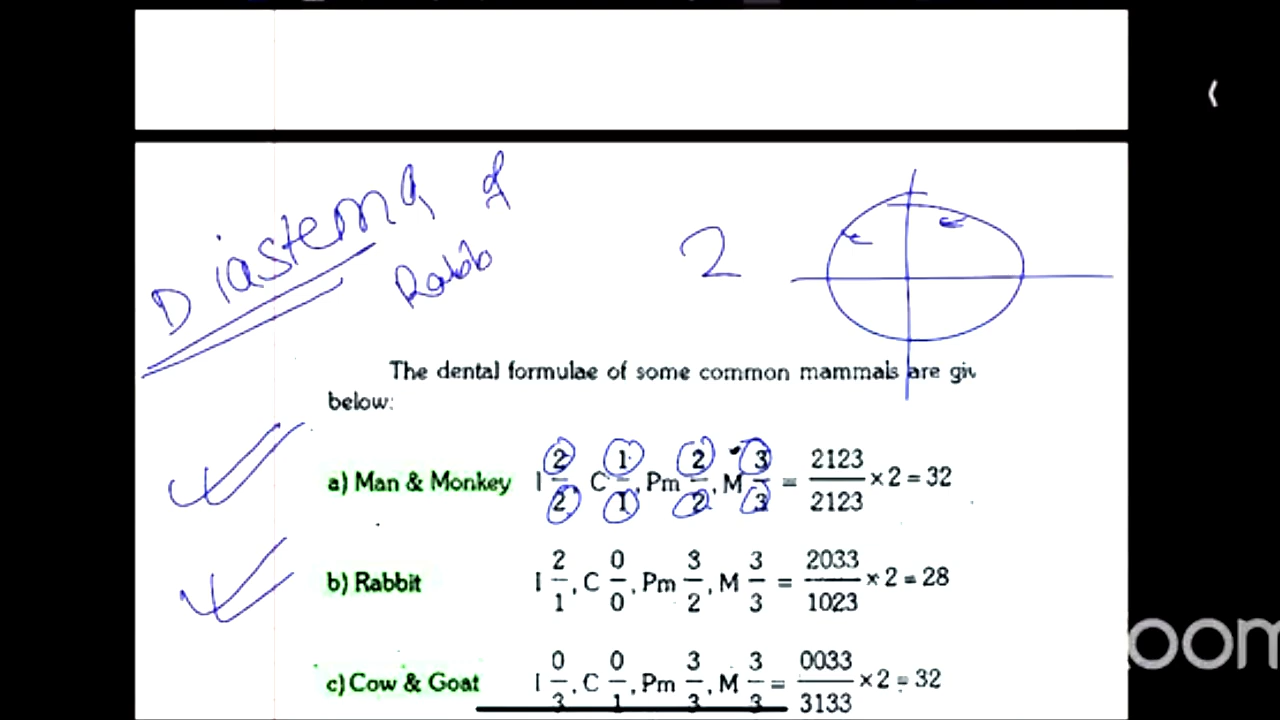 Diastema of
Rabb
2
The dental formulae of some common mammals are giv
below:
a) Man & Monkey I 2/2, C 1/1, Pm 2/2, M 3/3 = 2123/2123 × 2 = 32
b) Rabbit I 2/1, C 0/0, Pm 3/2, M 3/3 = 2033/1023 × 2 = 28
c) Cow & Goat I 0/3, C 0/1, Pm 3/3, M 3/3 = 0033/3133 × 2 = 32
oom